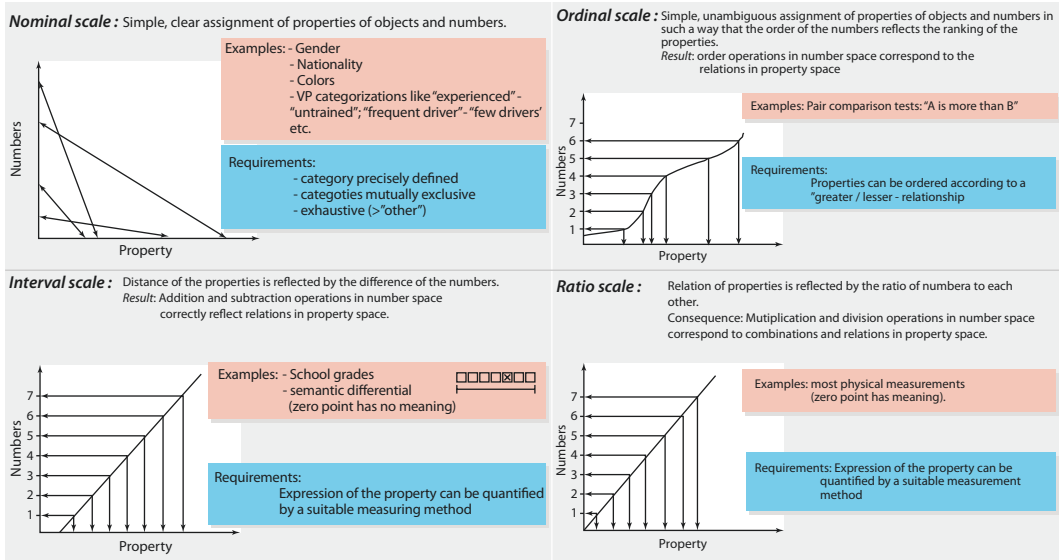 Nominal scale : Simple, clear assignment of properties of objects and numbers.
Examples: - Gender
- Nationality
- Colors
- VP categorizations like "experienced" -
"untrained"; "frequent driver" - "few drivers'
etc.
Requirements:
- category precisely defined
- categoties mutually exclusive
- exhaustive (>"other")
Numbers
Property
Ordinal scale : Simple, unambiguous assignment of properties of objects and numbers in
such a way that the order of the numbers reflects the ranking of the
properties.
Result: order operations in number space correspond to the
relations in property space
Examples: Pair comparison tests: "A is more than B"
Requirements:
Properties can be ordered according to a
"greater / lesser - relationship
7
6
5
4
3
2
1
Numbers
Property
Interval scale : Distance of the properties is reflected by the difference of the numbers.
Result: Addition and subtraction operations in number space
correctly reflect relations in property space.
Examples: - School grades
- semantic differential
(zero point has no meaning)
Requirements:
Expression of the property can be quantified
by a suitable measuring method
7
6
5
4
3
2
1
Numbers
Property
Ratio scale : Relation of properties is reflected by the ratio of numbera to each
other.
Consequence: Mutiplication and division operations in number space
correspond to combinations and relations in property space.
Examples: most physical measurements
(zero point has meaning).
Requirements: Expression of the property can be
quantified by a suitable measurement
method
7
6
5
4
3
2
1
Numbers
Property